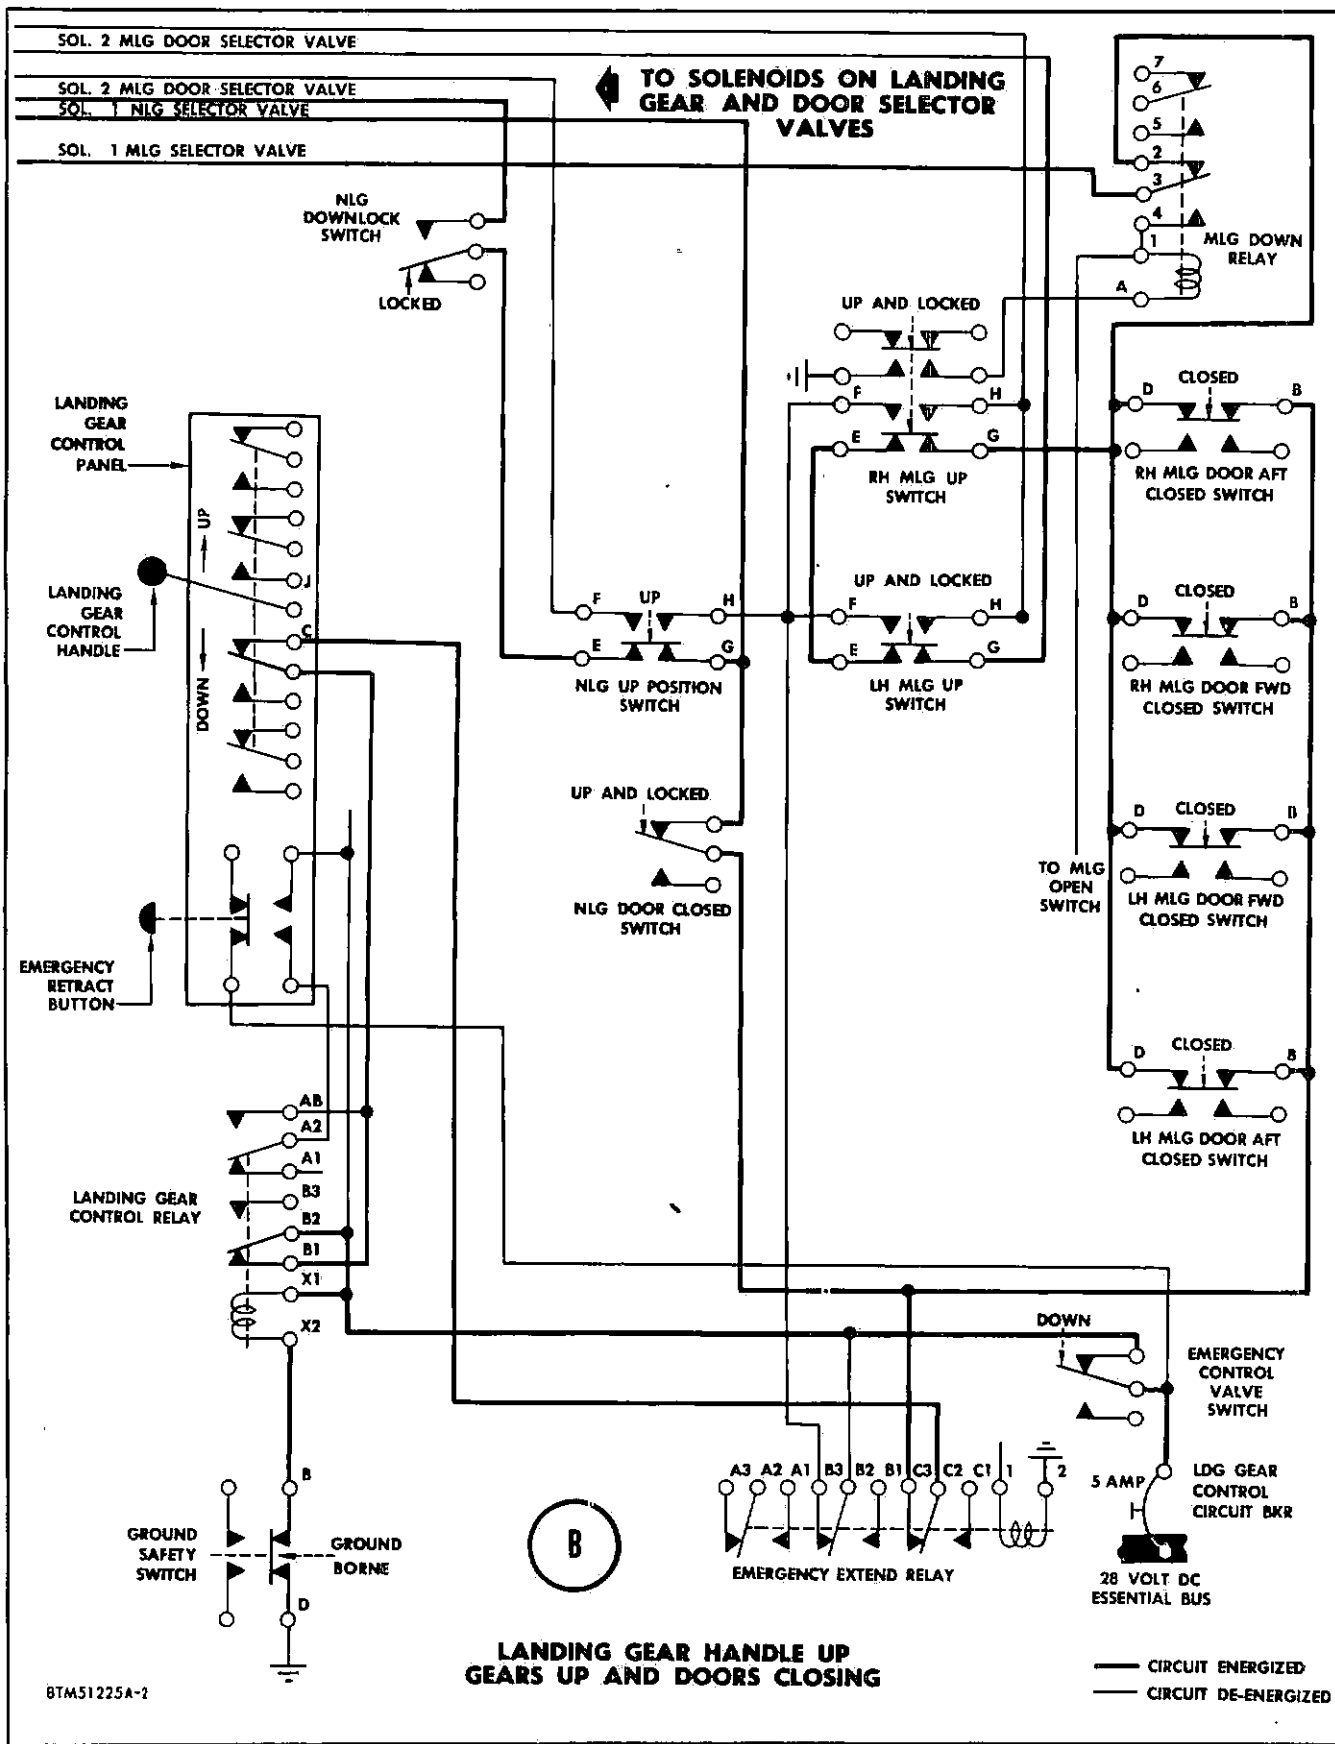 SOL. 2 MLG DOOR SELECTOR VALVE
SOL. 2 MLG DOOR SELECTOR VALVE
SOL. 1 NLG SELECTOR VALVE
SOL. 1 MLG SELECTOR VALVE
TO SOLENOIDS ON LANDING
GEAR AND DOOR SELECTOR
VALVES
7
6
5
2
3
4
1
A
MLG DOWN
RELAY
NLG
DOWNLOCK
SWITCH
LOCKED
UP AND LOCKED
F
H
E
G
RH MLG UP
SWITCH
CLOSED
D
B
RH MLG DOOR AFT
CLOSED SWITCH
LANDING
GEAR
CONTROL
PANEL
UP
DOWN
J
C
LANDING
GEAR
CONTROL
HANDLE
F
UP
H
E
G
NLG UP POSITION
SWITCH
UP AND LOCKED
F
H
E
G
LH MLG UP
SWITCH
CLOSED
D
B
RH MLG DOOR FWD
CLOSED SWITCH
UP AND LOCKED
NLG DOOR CLOSED
SWITCH
TO MLG
OPEN
SWITCH
CLOSED
D
B
LH MLG DOOR FWD
CLOSED SWITCH
EMERGENCY
RETRACT
BUTTON
CLOSED
D
B
LH MLG DOOR AFT
CLOSED SWITCH
AB
A2
A1
B3
B2
B1
X1
X2
LANDING GEAR
CONTROL RELAY
DOWN
EMERGENCY
CONTROL
VALVE
SWITCH
A3 A2 A1 B3 B2 B1 C3 C2 C1 1 2
EMERGENCY EXTEND RELAY
5 AMP
LDG GEAR
CONTROL
CIRCUIT BKR
28 VOLT DC
ESSENTIAL BUS
B
D
GROUND
SAFETY
SWITCH
GROUND
BORNE
B
LANDING GEAR HANDLE UP
GEARS UP AND DOORS CLOSING
CIRCUIT ENERGIZED
CIRCUIT DE-ENERGIZED
BTM51225A-2